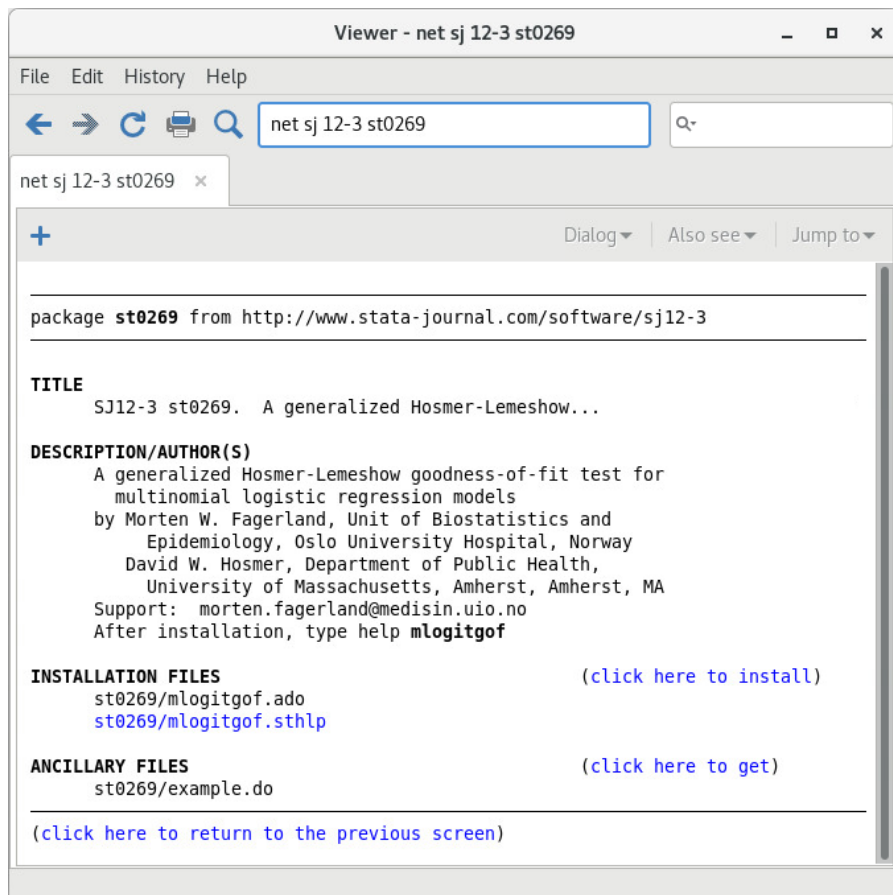 Viewer - net sj 12-3 st0269
File Edit History Help
net sj 12-3 st0269
net sj 12-3 st0269
Dialog Also see Jump to
package st0269 from http://www.stata-journal.com/software/sj12-3
TITLE
SJ12-3 st0269. A generalized Hosmer-Lemeshow...
DESCRIPTION/AUTHOR(S)
A generalized Hosmer-Lemeshow goodness-of-fit test for
multinomial logistic regression models
by Morten W. Fagerland, Unit of Biostatistics and
Epidemiology, Oslo University Hospital, Norway
David W. Hosmer, Department of Public Health,
University of Massachusetts, Amherst, Amherst, MA
Support: morten.fagerland@medisin.uio.no
After installation, type help mlogitgof
INSTALLATION FILES (click here to install)
st0269/mlogitgof.ado
st0269/mlogitgof.sthlp
ANCILLARY FILES (click here to get)
st0269/example.do
(click here to return to the previous screen)